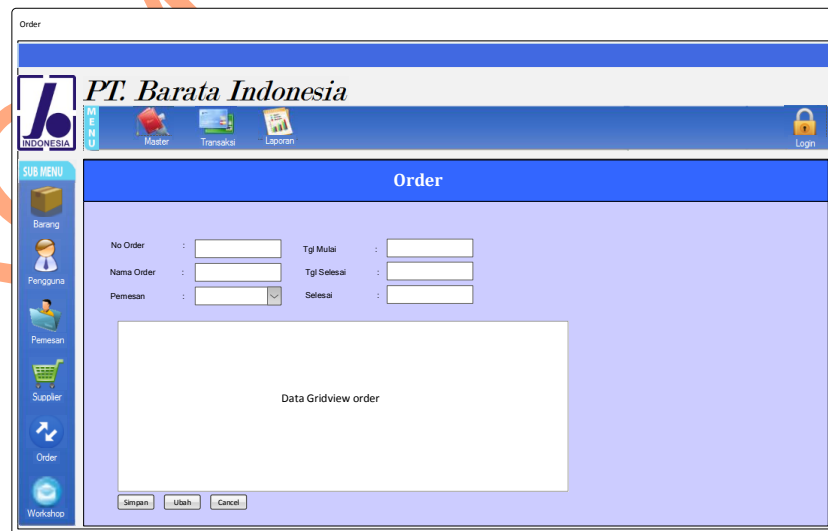 Order
PT. Barata Indonesia
INDONESIA
MENU
Master
Transaksi
Laporan
Login
SUB MENU
Order
Barang
Pengguna
Pemesan
Supplier
Order
Workshop
No Order :
Tgl Mulai :
Nama Order :
Tgl Selesai :
Pemesan :
Selesai :
Data Gridview order
Simpan
Ubah
Cancel